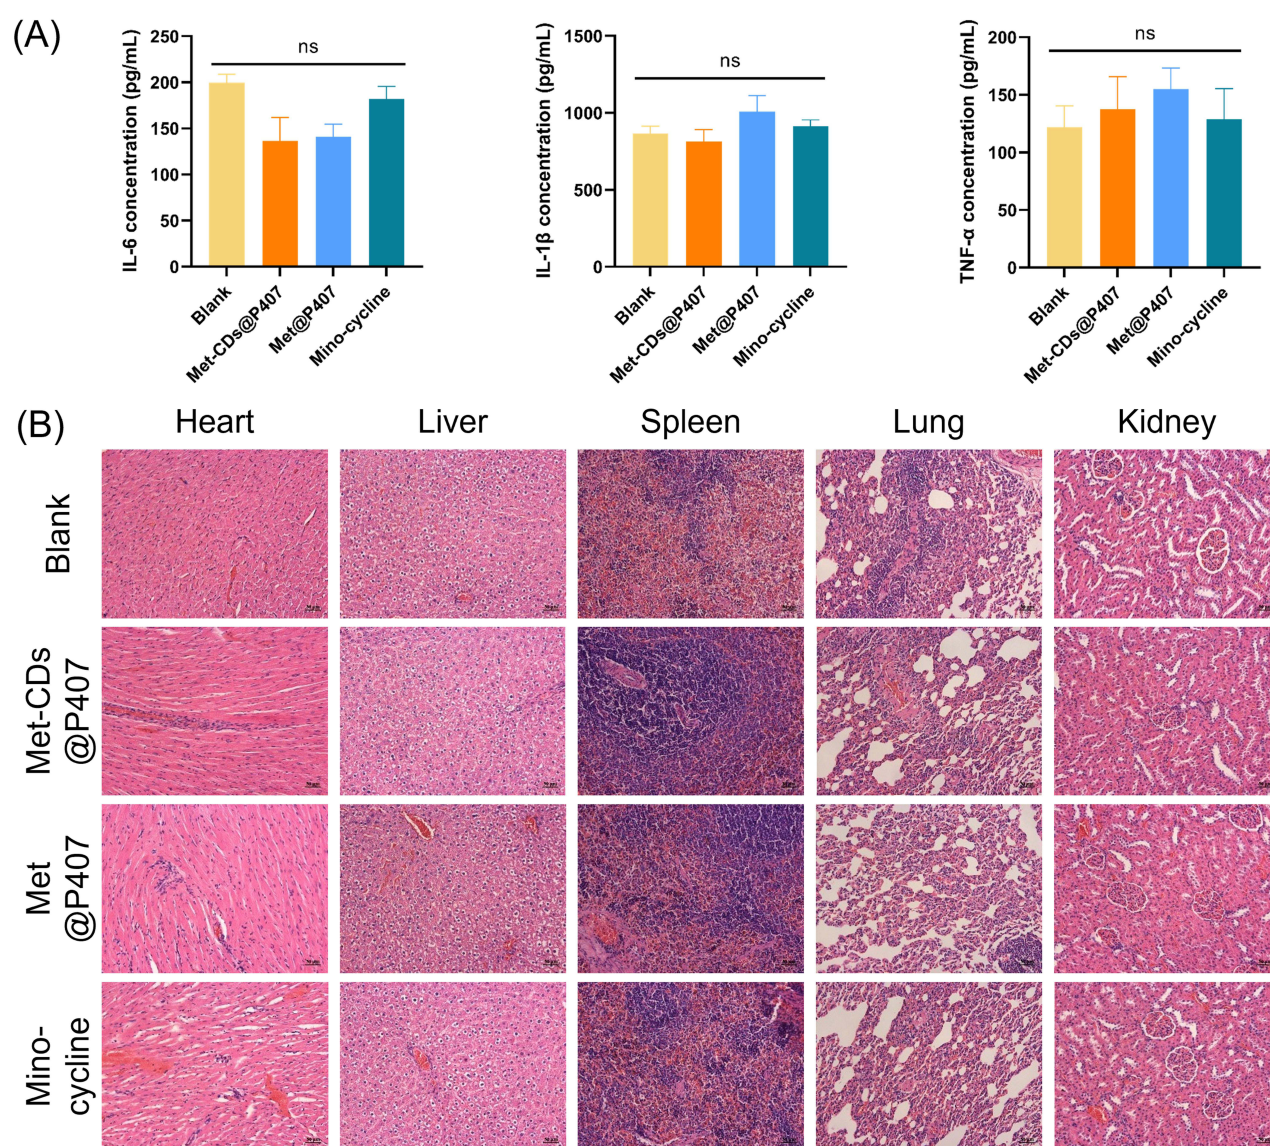 (A)
IL-6 concentration (pg/mL)
250
200
150
100
50
0
ns
Blank
Met-CDs@P407
Met@P407
Mino-cycline
IL-1β concentration (pg/mL)
1500
1000
500
0
ns
Blank
Met-CDs@P407
Met@P407
Mino-cycline
TNF-α concentration (pg/mL)
200
150
100
50
0
ns
Blank
Met-CDs@P407
Met@P407
Mino-cycline
(B)
Heart
Liver
Spleen
Lung
Kidney
Blank
Met-CDs
@P407
Met
@P407
Mino-
cycline